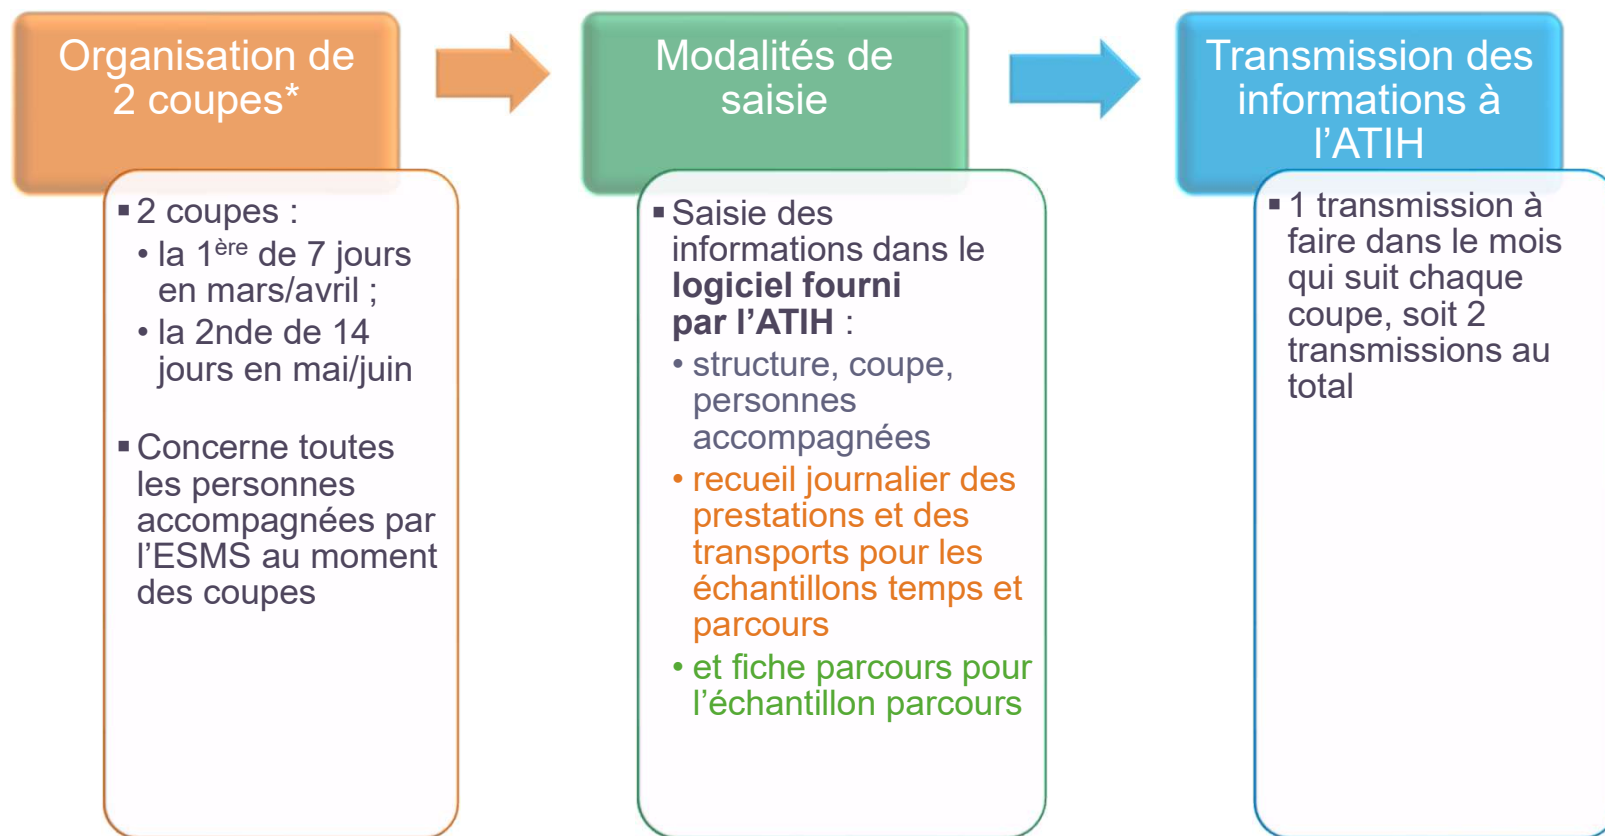 Organisation de
2 coupes*
▪ 2 coupes :
• la 1ère de 7 jours
en mars/avril ;
• la 2nde de 14
jours en mai/juin
▪ Concerne toutes
les personnes
accompagnées par
l’ESMS au moment
des coupes
Modalités de
saisie
▪ Saisie des
informations dans le
logiciel fourni
par l’ATIH :
• structure, coupe,
personnes
accompagnées
• recueil journalier des
prestations et des
transports pour les
échantillons temps et
parcours
• et fiche parcours pour
l’échantillon parcours
Transmission des
informations à
l’ATIH
▪ 1 transmission à
faire dans le mois
qui suit chaque
coupe, soit 2
transmissions au
total